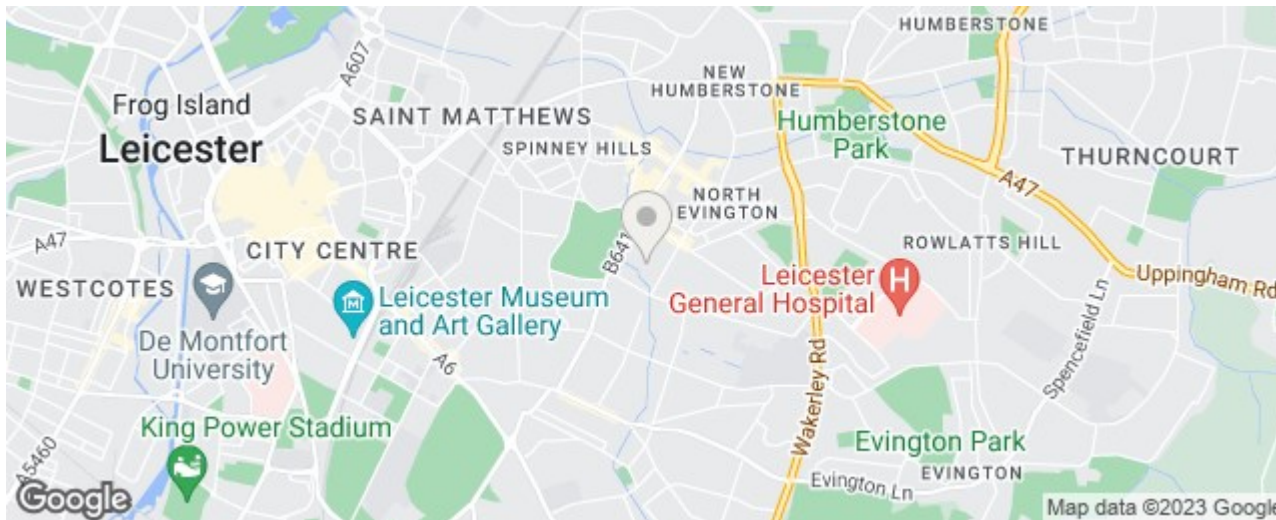 HUMBERSTONE
A607
NEW
HUMBERSTONE
Frog Island
Leicester
SAINT MATTHEWS
Humberstone
Park
SPINNEY HILLS
THURNCOURT
A47
NORTH
EVINGTON
B641
A47
CITY CENTRE
ROWLATTS HILL
WESTCOTES
Leicester
General Hospital
H
Uppingham Rd
Leicester Museum
and Art Gallery
M
De Montfort
University
A6
Spencefield Ln
Wakerley Rd
King Power Stadium
Evington Park
A5460
EVINGTON
Evington Ln
Google
Map data ©2023 Google